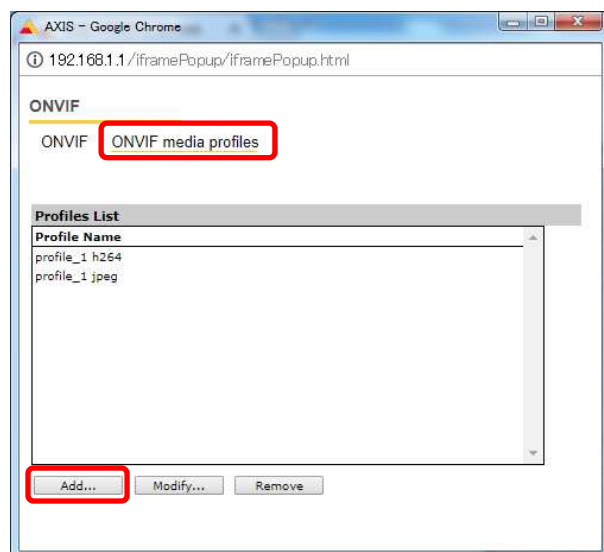 AXIS - Google Chrome
192.168.1.1/iframePopup/iframePopup.html
ONVIF
ONVIF ONVIF media profiles
Profiles List
Profile Name
profile_1 h264
profile_1 jpeg
Add... Modify... Remove